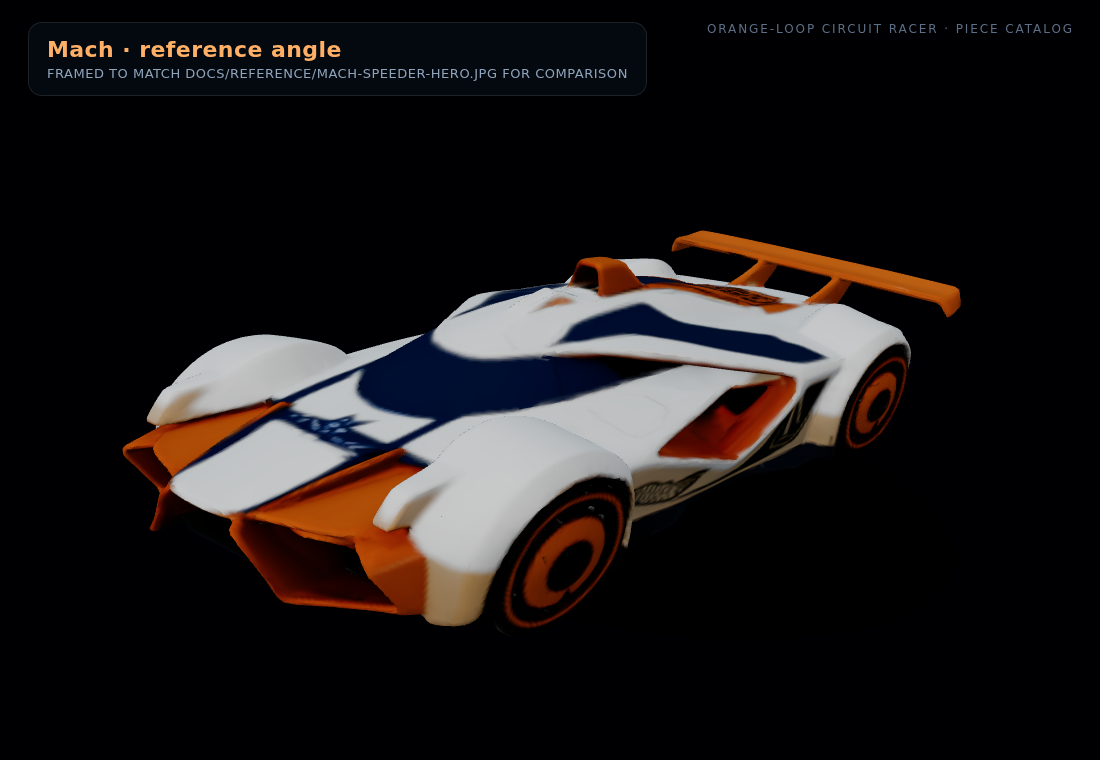 Mach · reference angle
FRAMED TO MATCH DOCS/REFERENCE/MACH-SPEEDER-HERO.JPG FOR COMPARISON
ORANGE-LOOP CIRCUIT RACER · PIECE CATALOG